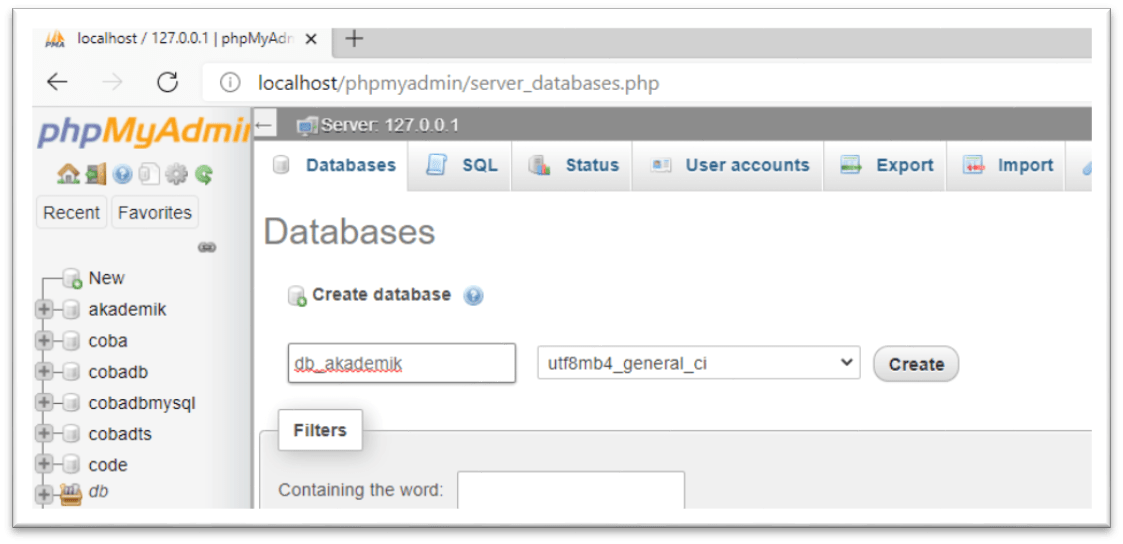 localhost / 127.0.0.1 | phpMyAdn
localhost/phpmyadmin/server_databases.php
phpMyAdmin
Server: 127.0.0.1
Databases SQL Status User accounts Export Import
Recent Favorites
Databases
New
Create database
akademik
coba
db_akademik utf8mb4_general_ci Create
cobadb
cobadbmysql
cobadts
Filters
code
db
Containing the word: